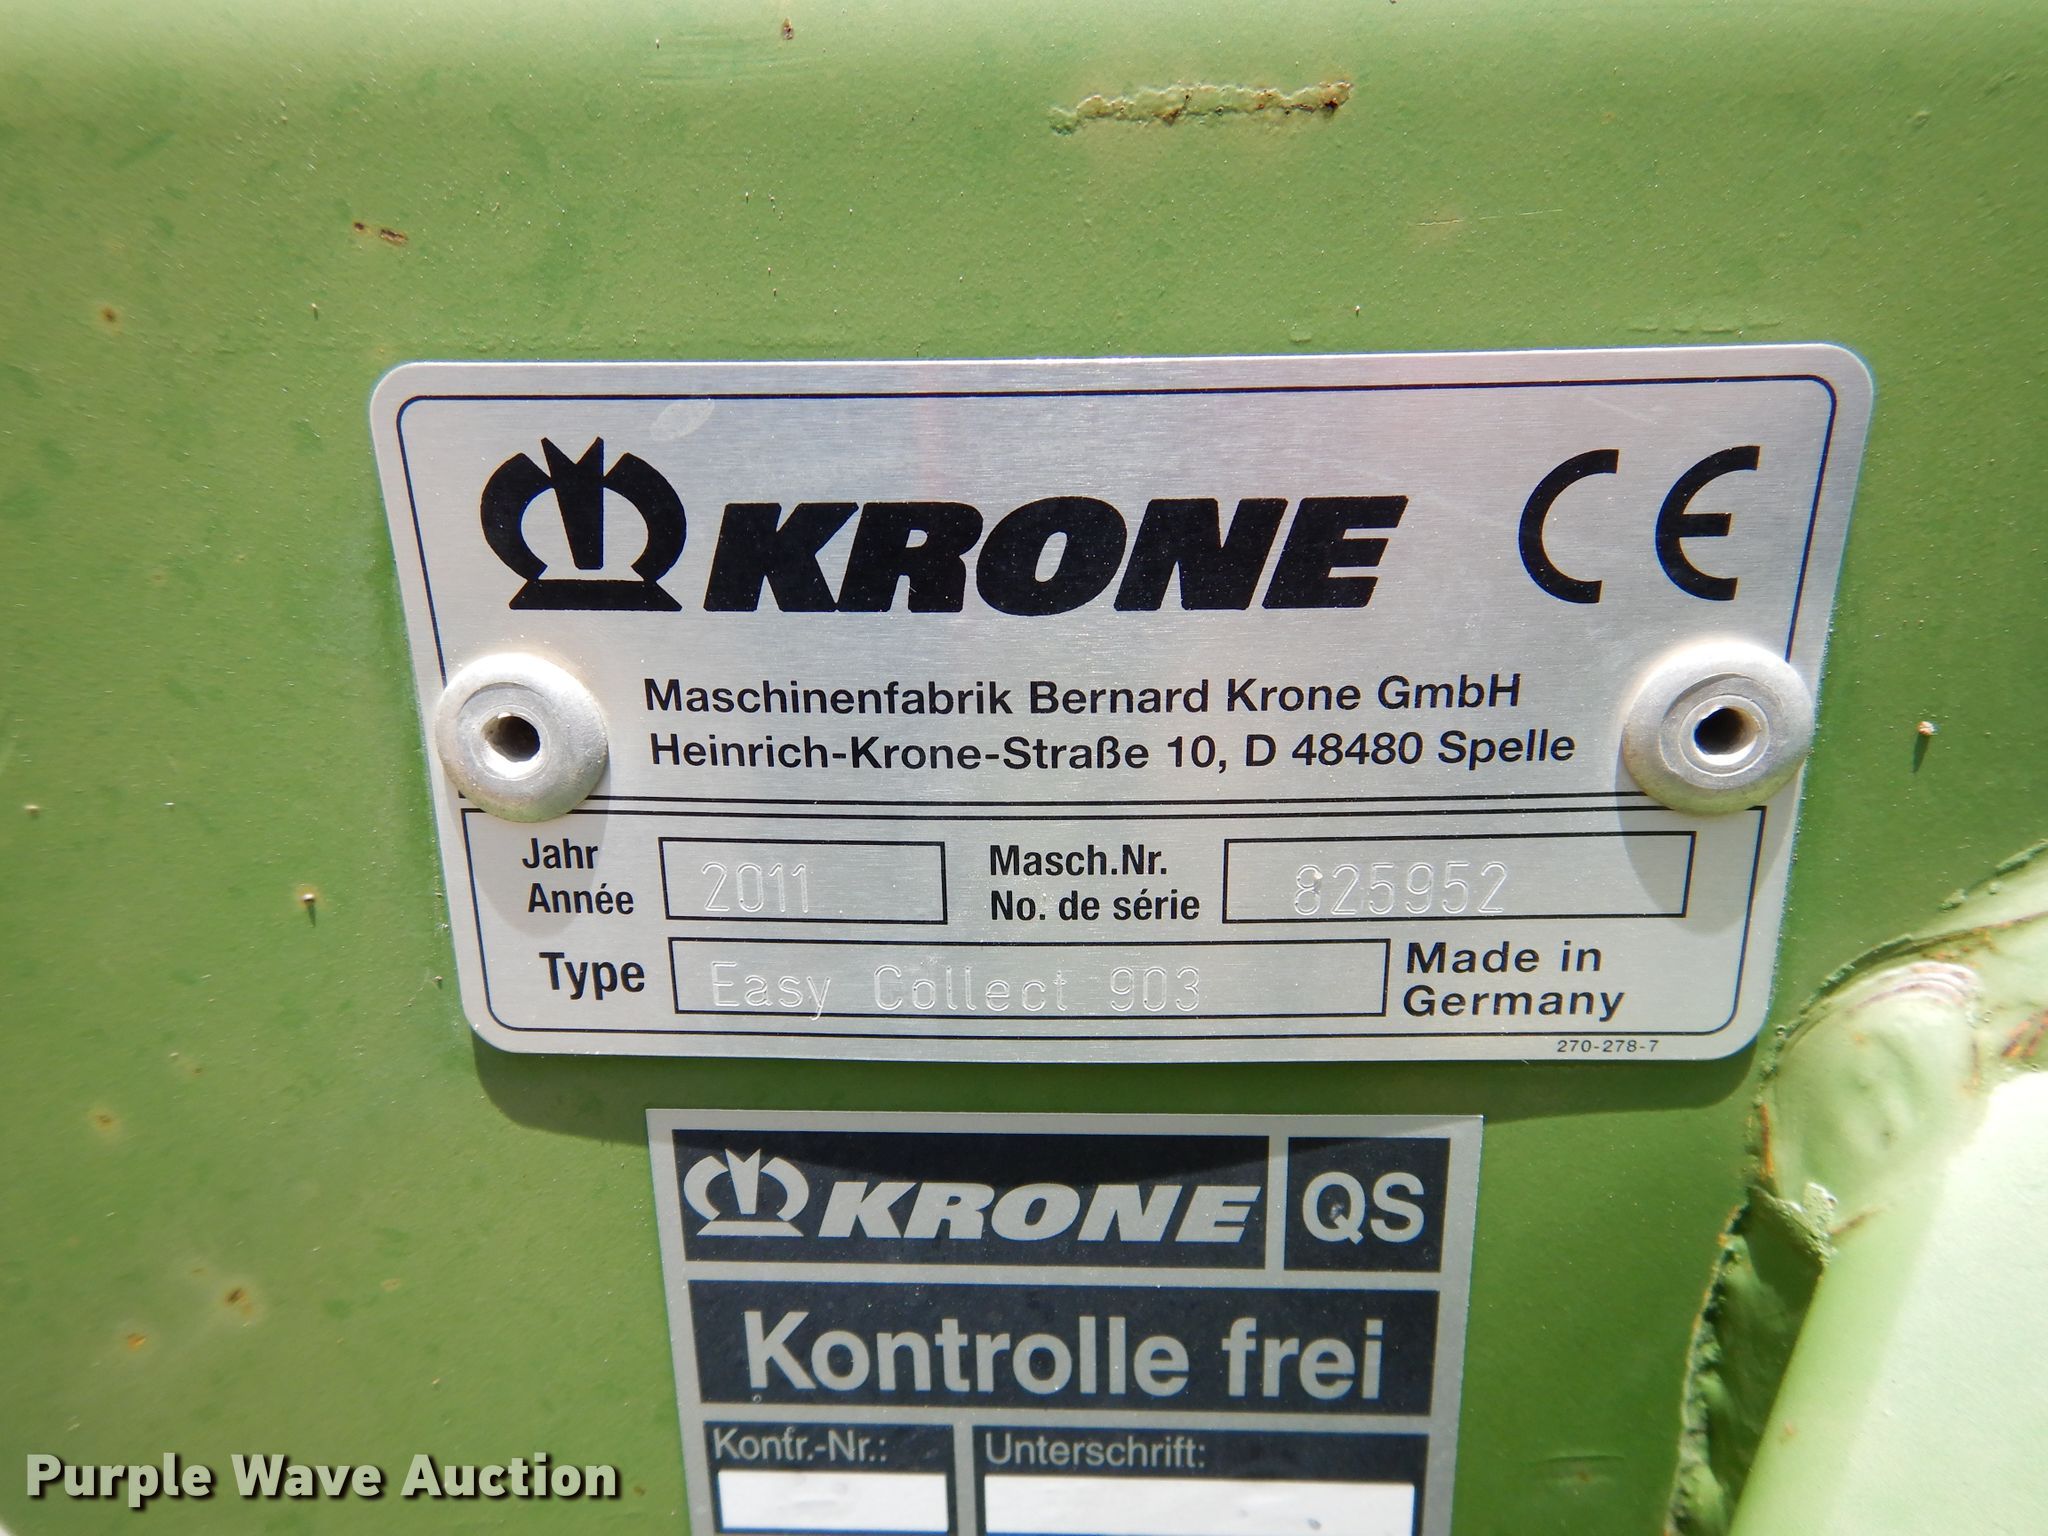 KRONE CE
Maschinenfabrik Bernard Krone GmbH
Heinrich-Krone-Straße 10, D 48480 Spelle
Jahr
Année
2011
Masch.Nr.
No. de série
825952
Type
Easy Collect 903
Made in
Germany
270-278-7
KRONE QS
Kontrolle frei
Kontr.-Nr.: Unterschrift:
Purple Wave Auction